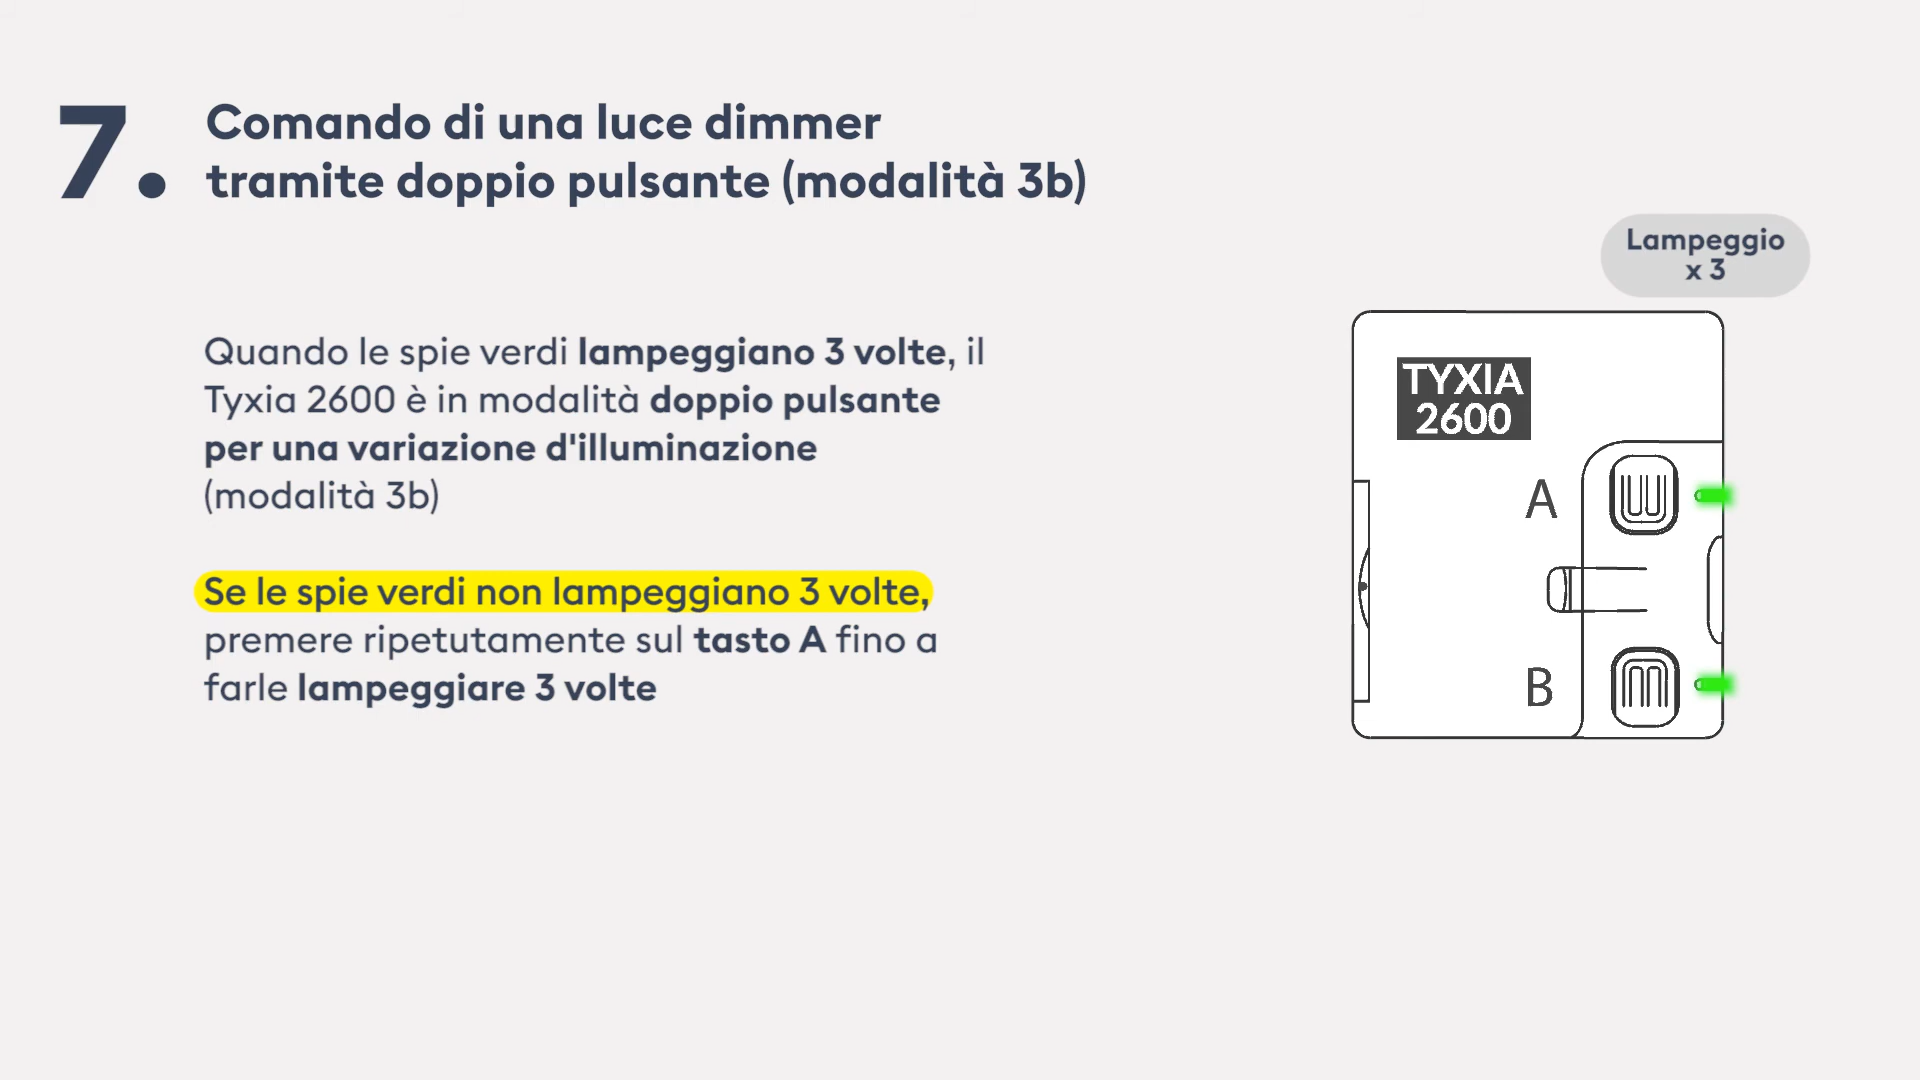 7.
Comando di una luce dimmer
tramite doppio pulsante (modalità 3b)
Lampeggio
x 3
Quando le spie verdi lampeggiano 3 volte, il
Tyxia 2600 è in modalità doppio pulsante
per una variazione d'illuminazione
(modalità 3b)
Se le spie verdi non lampeggiano 3 volte,
premere ripetutamente sul tasto A fino a
farle lampeggiare 3 volte
TYXIA
2600
A
B